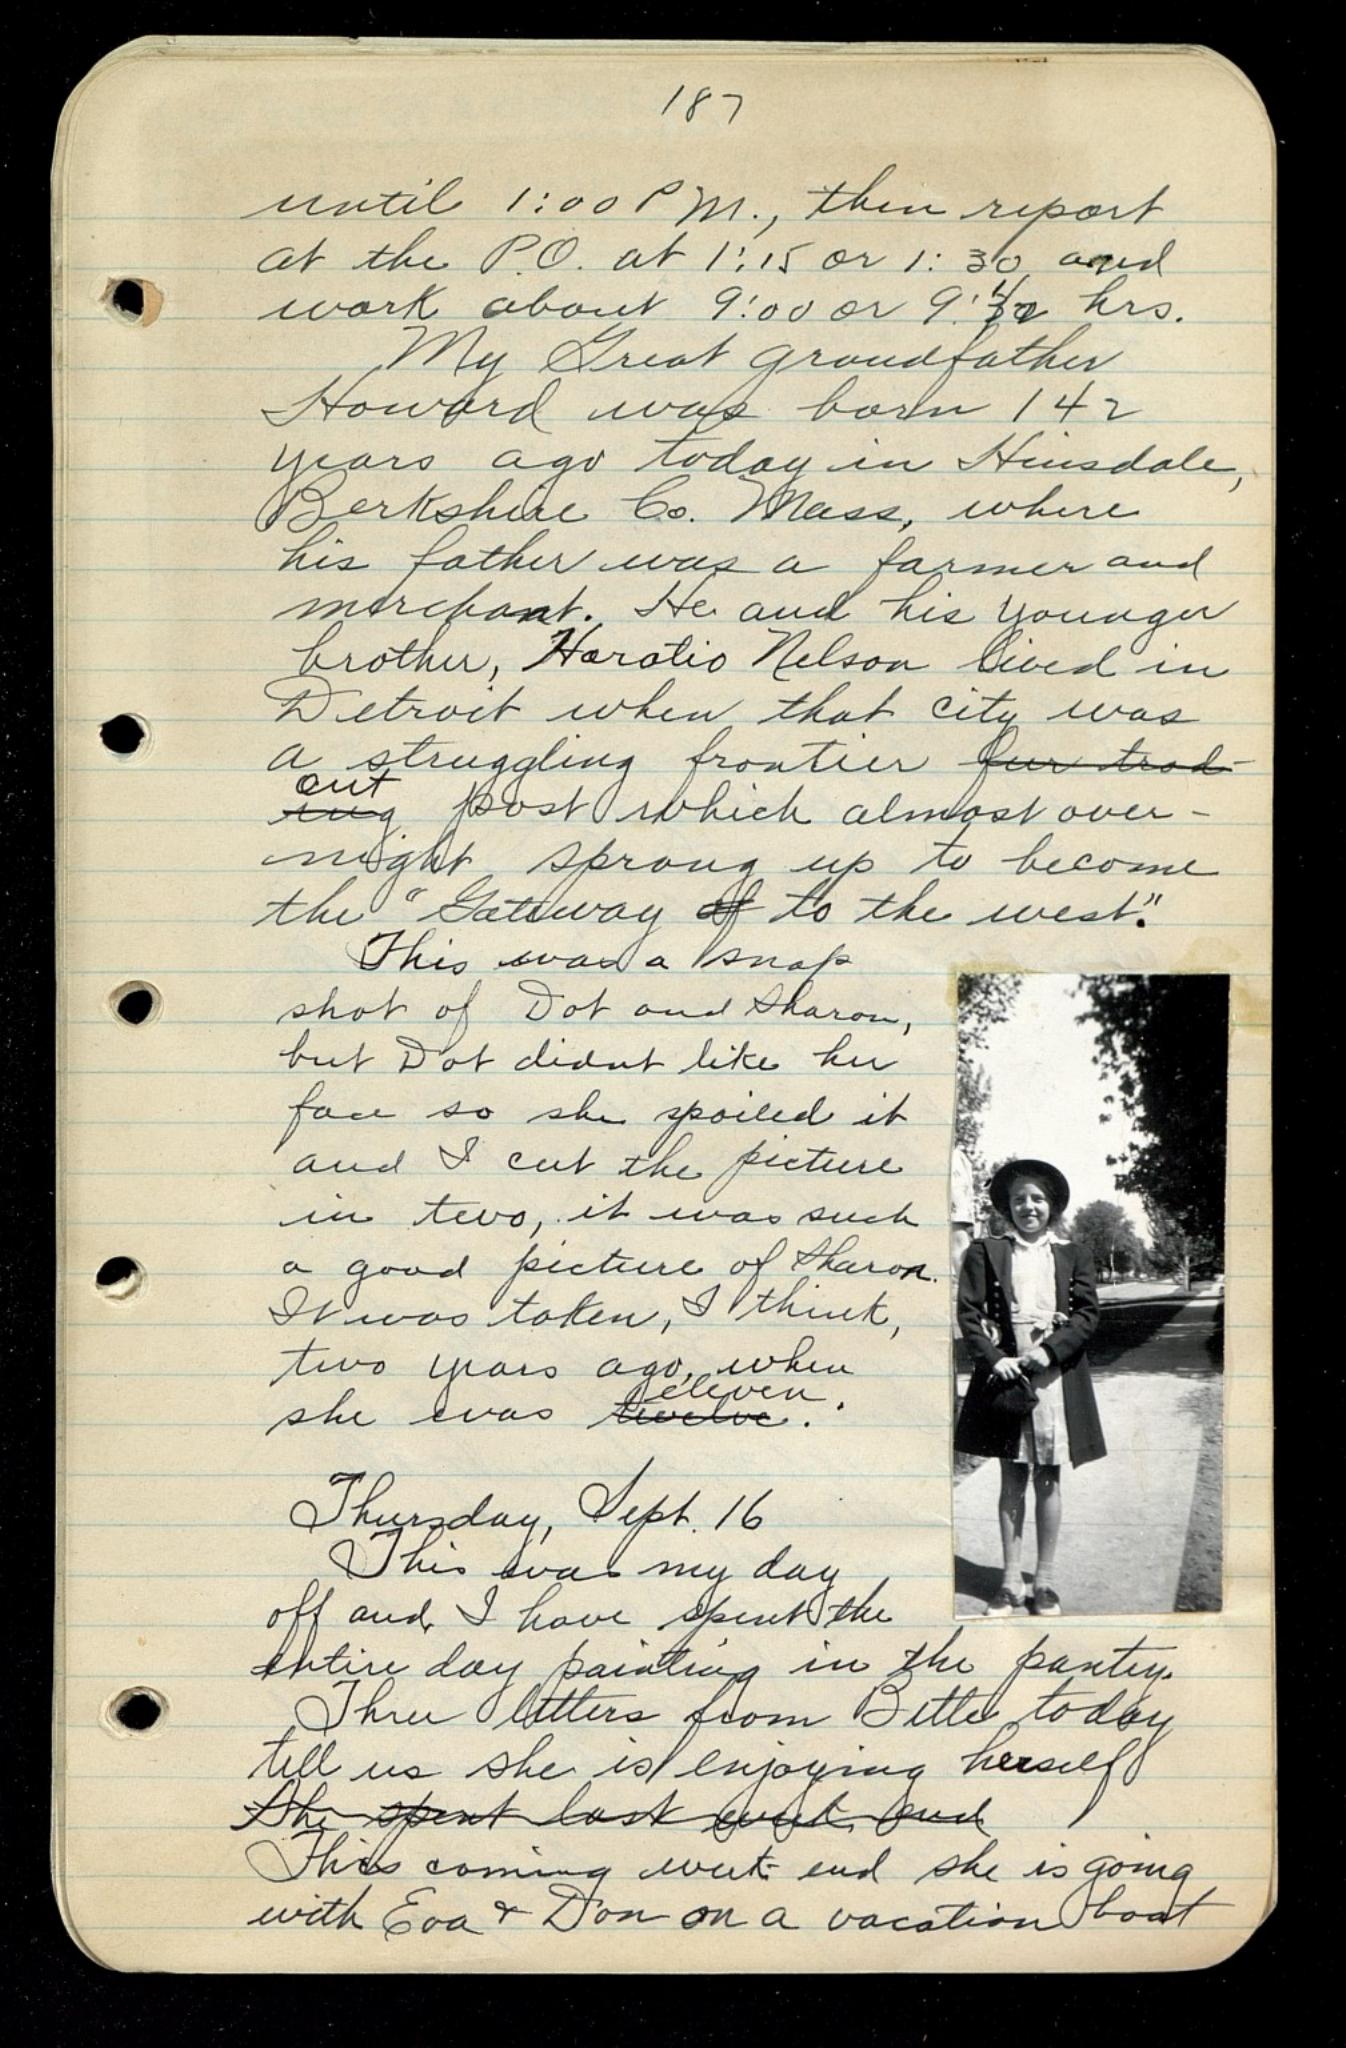 187
until 1:00 P.M., then report
at the P.O. at 1:15 or 1:30 and
work about 9:00 or 9:1/2 hrs.
My Great grandfather
Howard was born 142
years ago today in Hinsdale,
Berkshire Co. Mass, where
his father was a farmer and
merchant. He and his younger
brother, Horatio Nelson lived in
Detroit when that city was
a struggling frontier fur trad-
out
ing post which almost over-
night sprang up to become
the "Gateway of to the west."
This was a snap
shot of Dot and Sharon,
but Dot didnt like her
face so she spoiled it
and I cut the picture
in two, it was such
a good picture of Sharon.
It was taken, I think,
two years ago, when
eleven.
she was twelve.
Thursday, Sept. 16
This was my day
off and I have spent the
entire day painting in the pantry.
Three letters from Bette today
tell us she is enjoying herself
She spent last week end
This coming week end she is going
with Eva & Don on a vacation boat